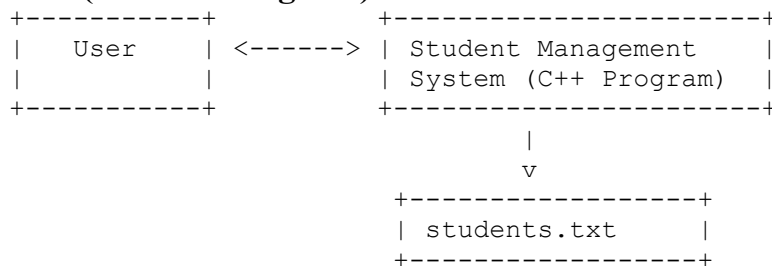 +-----------+ +-----------------------+
| User | <------> | Student Management |
| | | System (C++ Program) |
+-----------+ +-----------------------+
|
v
+------------------+
| students.txt |
+------------------+